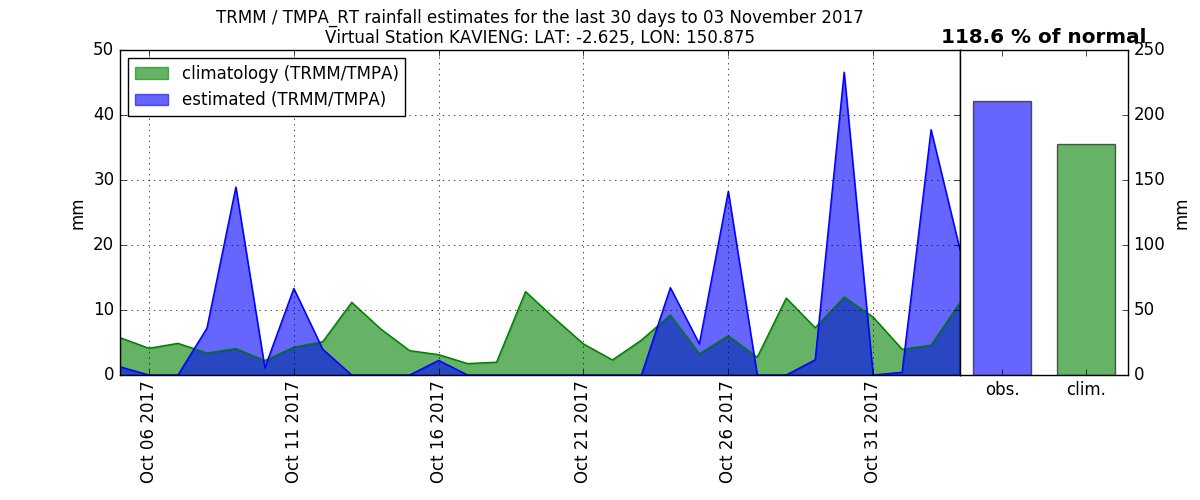 TRMM / TMPA_RT rainfall estimates for the last 30 days to 03 November 2017
Virtual Station KAVIENG: LAT: -2.625, LON: 150.875
118.6 % of normal
climatology (TRMM/TMPA)
estimated (TRMM/TMPA)
50
40
30
20
10
0
mm
Oct 06 2017
Oct 11 2017
Oct 16 2017
Oct 21 2017
Oct 26 2017
Oct 31 2017
obs.
clim.
250
200
150
100
50
0
mm